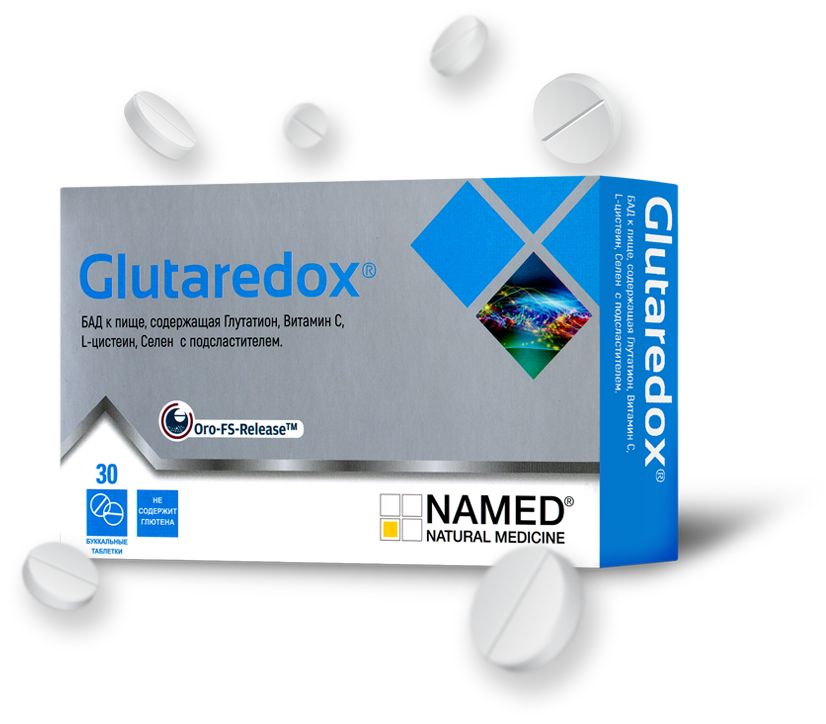 Glutaredox®
БАД к пище, содержащая Глутатион, Витамин С,
L-цистеин, Селен с подсластителем.
Oro-FS-Release™
30
БУККАЛЬНЫЕ
ТАБЛЕТКИ
НЕ
СОДЕРЖИТ
ГЛЮТЕНА
NAMED®
NATURAL MEDICINE
Glutaredox®
БАД к пище, содержащая Глутатион, Витамин С,
L-цистеин, Селен с подсластителем.